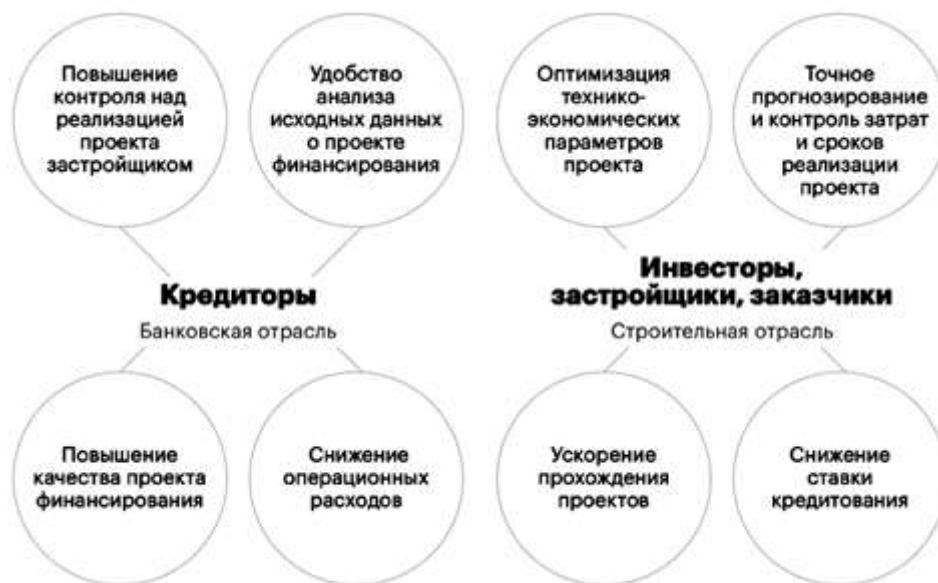 Повышение
контроля над
реализацией
проекта
застройщиком
Удобство
анализа
исходных данных
о проекте
финансирования
Оптимизация
технико-
экономических
параметров
проекта
Точное
прогнозирование
и контроль затрат
и сроков
реализации
проекта
Кредиторы
Банковская отрасль
Инвесторы,
застройщики, заказчики
Строительная отрасль
Повышение
качества проекта
финансирования
Снижение
операционных
расходов
Ускорение
прохождения
проектов
Снижение
ставки
кредитования